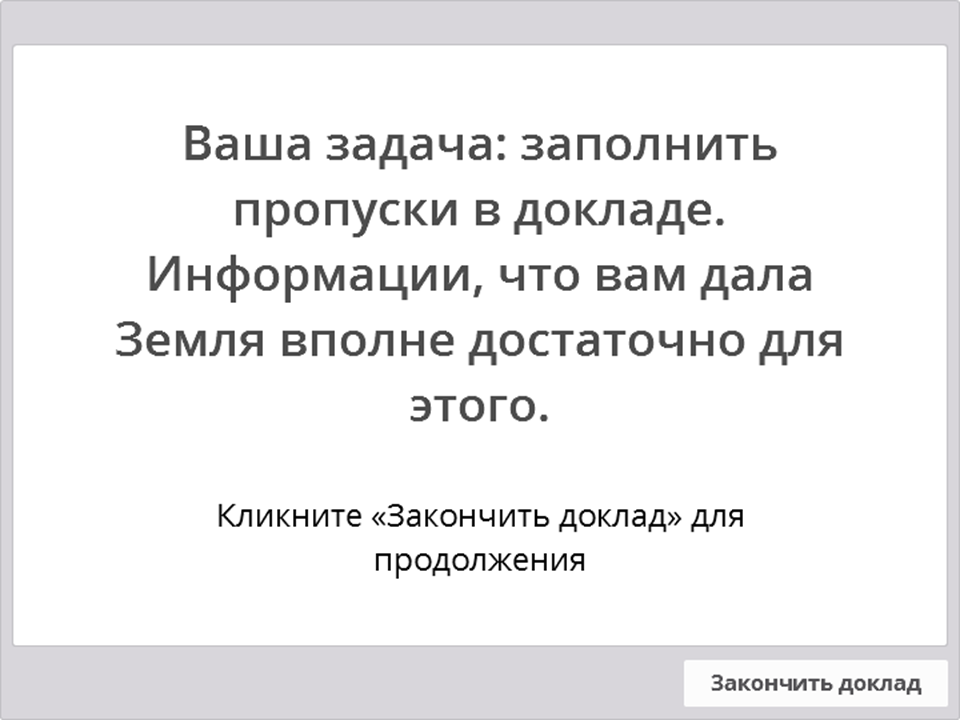 Ваша задача: заполнить
пропуски в докладе.
Информации, что вам дала
Земля вполне достаточно для
этого.
Кликните «Закончить доклад» для
продолжения
Закончить доклад